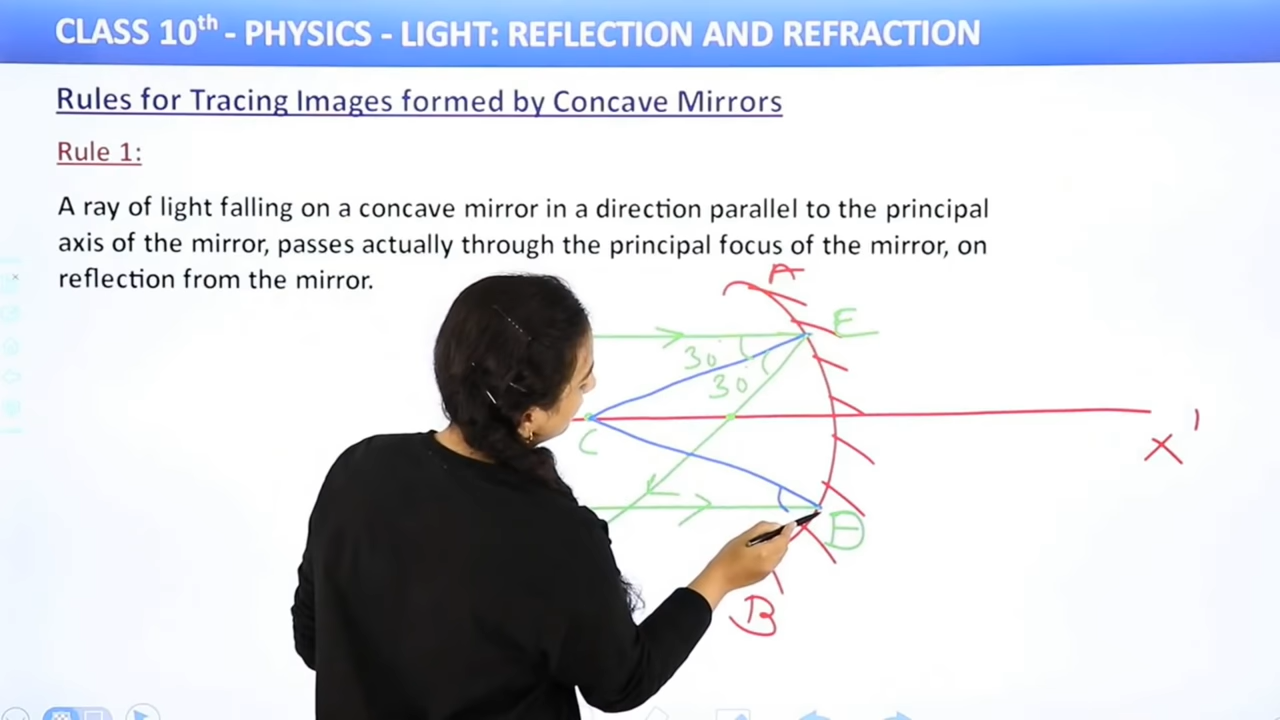 CLASS 10th - PHYSICS - LIGHT: REFLECTION AND REFRACTION
Rules for Tracing Images formed by Concave Mirrors
Rule 1:
A ray of light falling on a concave mirror in a direction parallel to the principal
axis of the mirror, passes actually through the principal focus of the mirror, on
reflection from the mirror.
A
E
30°
30°
C
X'
D
B